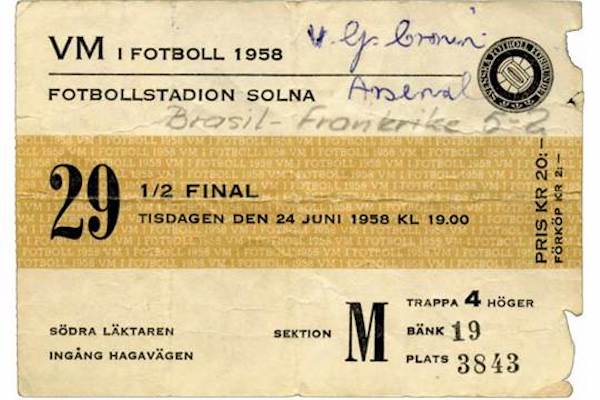 VM I FOTBOLL 1958
FOTBOLLSTADION SOLNA
V. G.
Arsenal
SVENSKA FOTBOLLFÖRBUNDET
Brasil - Frankrike 5-2
29
1/2 FINAL
TISDAGEN DEN 24 JUNI 1958 KL 19.00
PRIS KR 20:-
FÖRKÖP KR 2:-
SÖDRA LÄKTAREN
INGÅNG HAGAVÄGEN
SEKTION M
TRAPPA 4 HÖGER
BÄNK 19
PLATS 3843